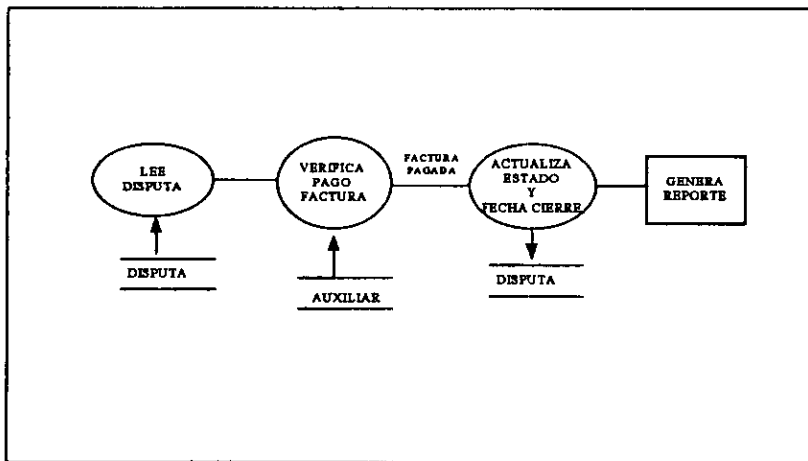 LEE
DISPUTA
VERIFICA
PAGO
FACTURA
FACTURA
PAGADA
ACTUALIZA
ESTADO
Y
FECHA CIERRE
GENERA
REPORTE
DISPUTA
AUXILIAR
DISPUTA